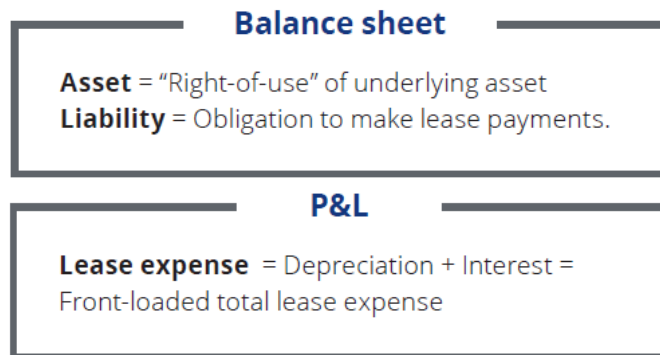 Balance sheet
Asset = “Right-of-use” of underlying asset
Liability = Obligation to make lease payments.
P&L
Lease expense = Depreciation + Interest =
Front-loaded total lease expense